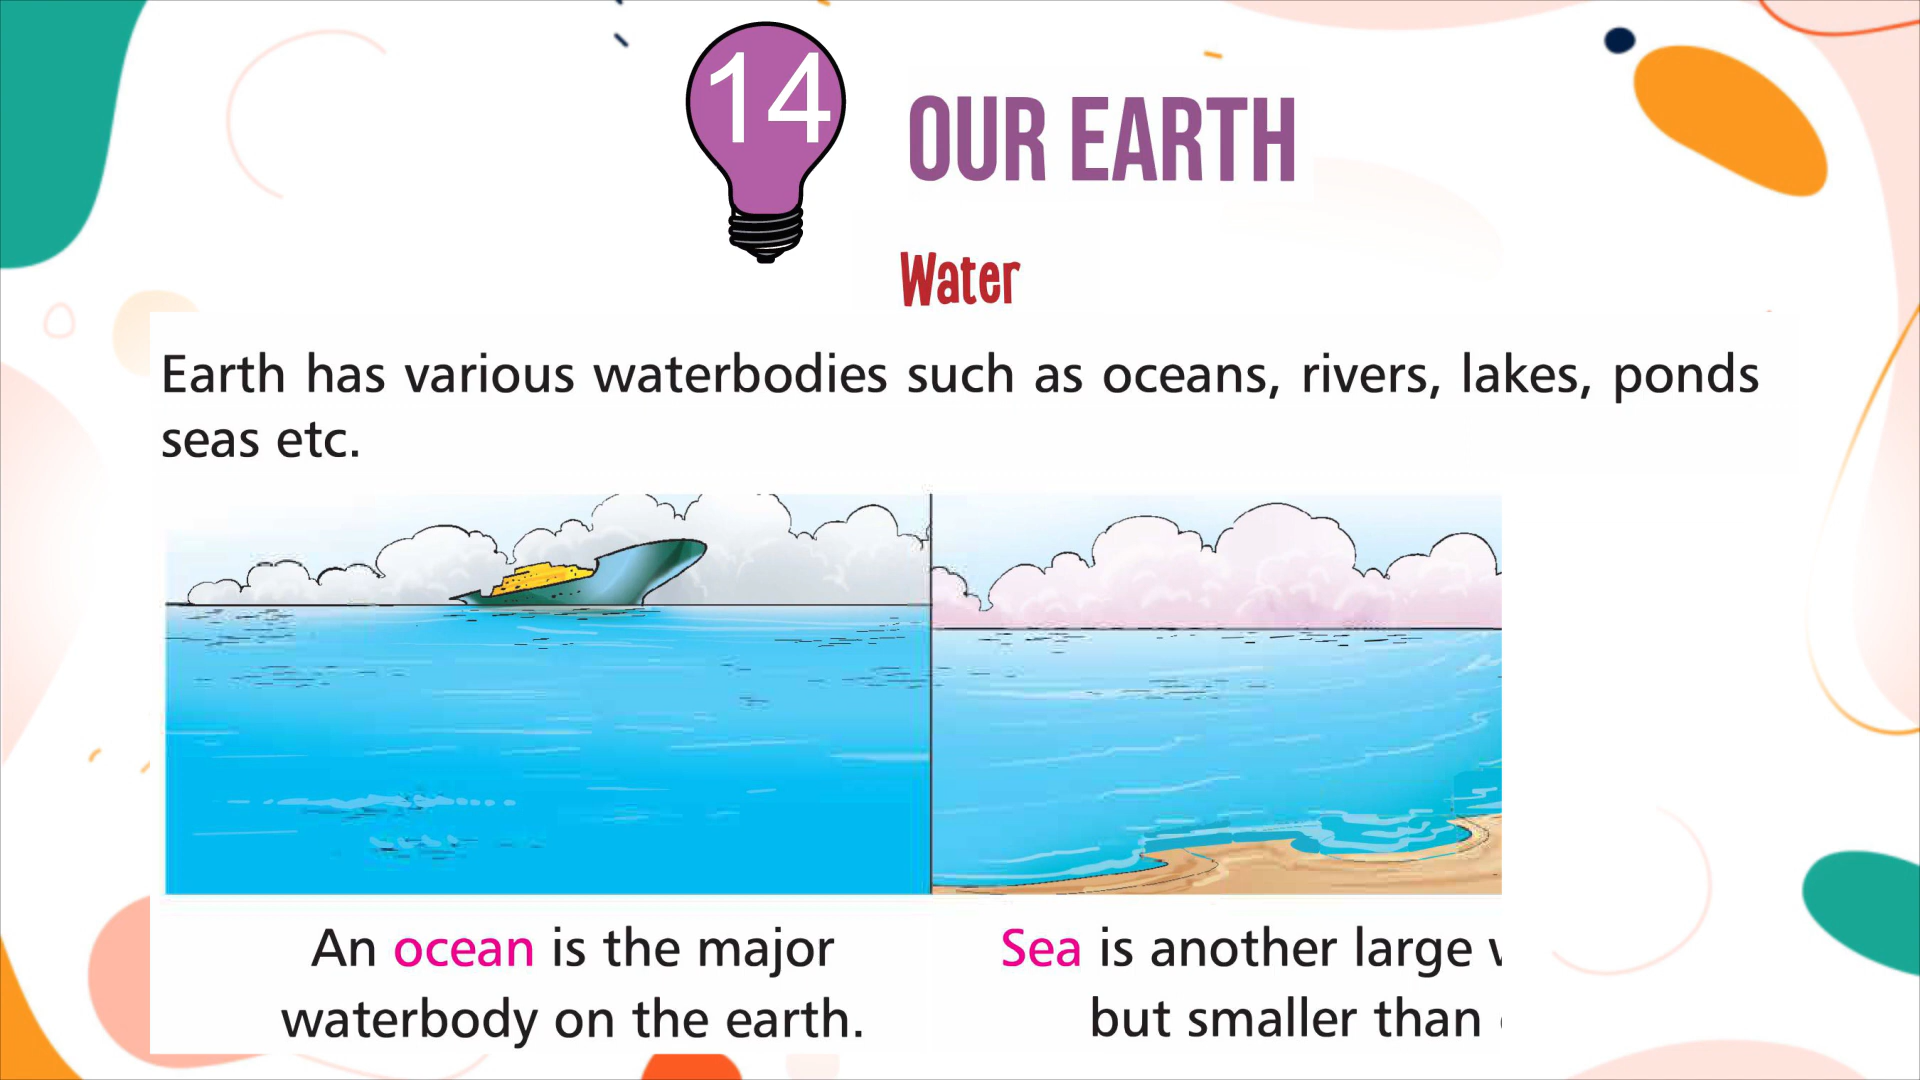 14
OUR EARTH
Water
Earth has various waterbodies such as oceans, rivers, lakes, ponds
seas etc.
An ocean is the major
waterbody on the earth.
Sea is another large
but smaller than